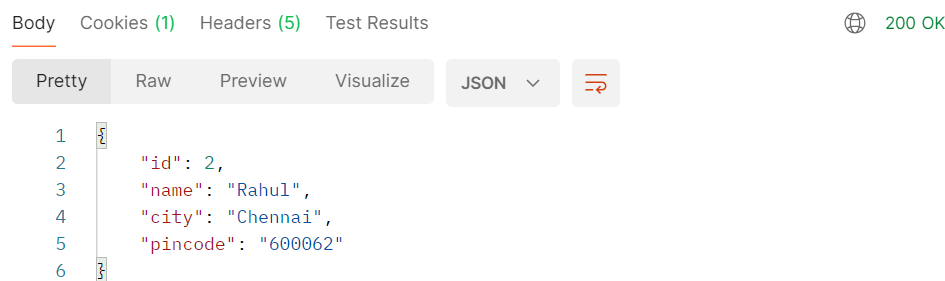 Body Cookies (1) Headers (5) Test Results 200 OK
Pretty Raw Preview Visualize JSON
1 {
2 "id": 2,
3 "name": "Rahul",
4 "city": "Chennai",
5 "pincode": "600062"
6 }